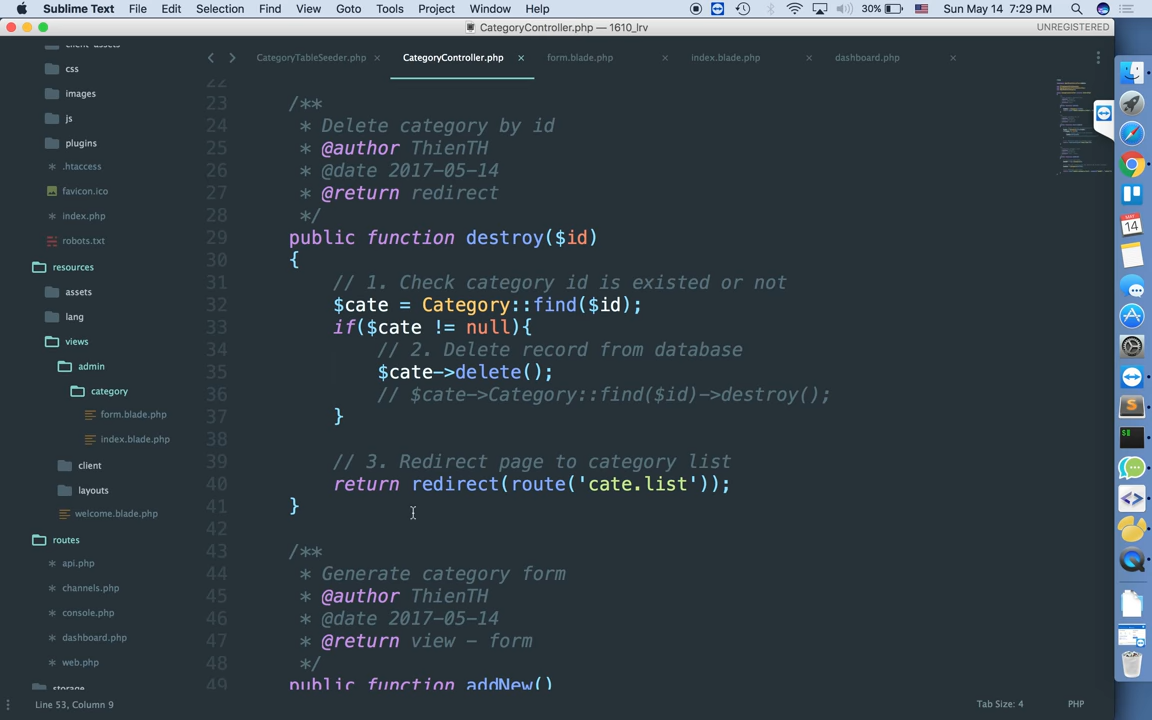 Sublime Text File Edit Selection Find View Goto Tools Project Window Help 30% Sun May 14 7:29 PM
CategoryController.php — 1610_lrv UNREGISTERED
CategoryTableSeeder.php × CategoryController.php × form.blade.php × index.blade.php × dashboard.php ×
client-assets
css
images
js
plugins
.htaccess
favicon.ico
index.php
robots.txt
resources
assets
lang
views
admin
category
form.blade.php
index.blade.php
client
layouts
welcome.blade.php
routes
api.php
channels.php
console.php
dashboard.php
web.php
storage
22
23 /**
24 * Delete category by id
25 * @author ThienTH
26 * @date 2017-05-14
27 * @return redirect
28 */
29 public function destroy($id)
30 {
31 // 1. Check category id is existed or not
32 $cate = Category::find($id);
33 if($cate != null){
34 // 2. Delete record from database
35 $cate->delete();
36 // $cate->Category::find($id)->destroy();
37 }
38
39 // 3. Redirect page to category list
40 return redirect(route('cate.list'));
41 }
42
43 /**
44 * Generate category form
45 * @author ThienTH
46 * @date 2017-05-14
47 * @return view - form
48 */
49 public function addNew()
Line 53, Column 9 Tab Size: 4 PHP